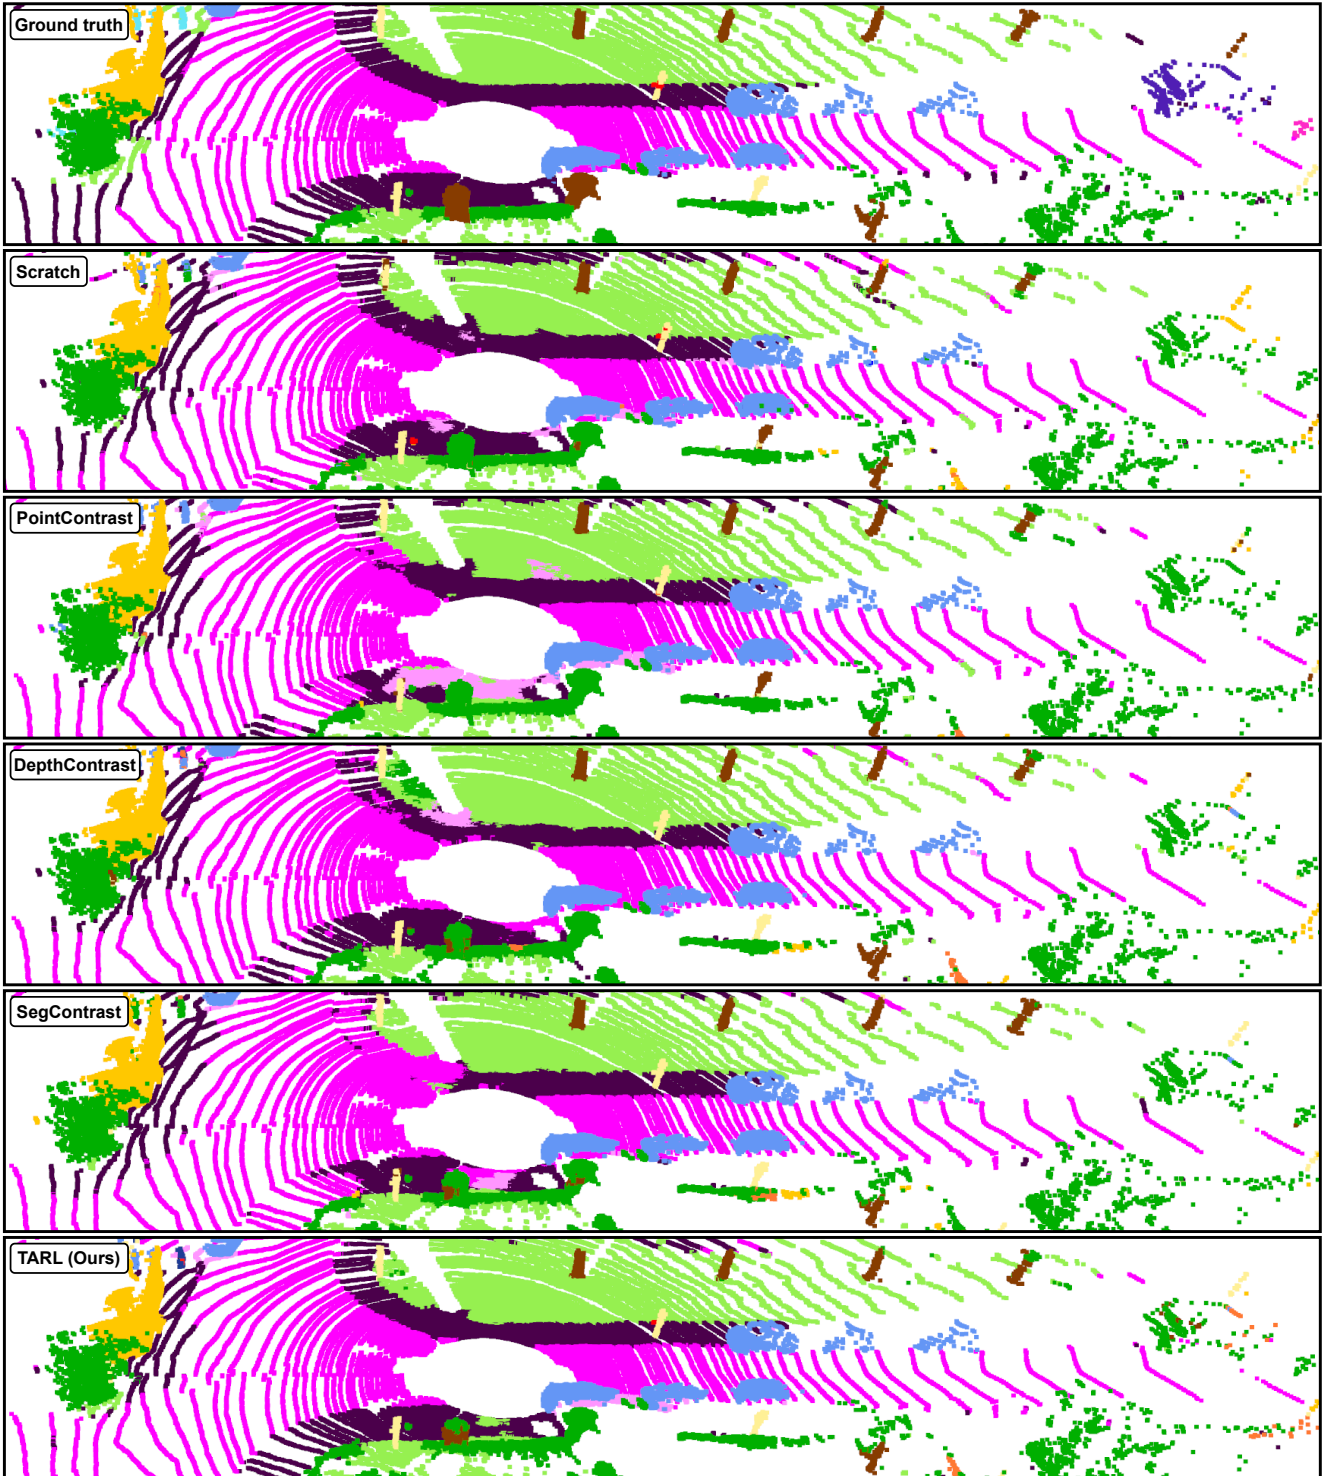 Ground truth
Scratch
PointContrast
DepthContrast
SegContrast
TARL (Ours)